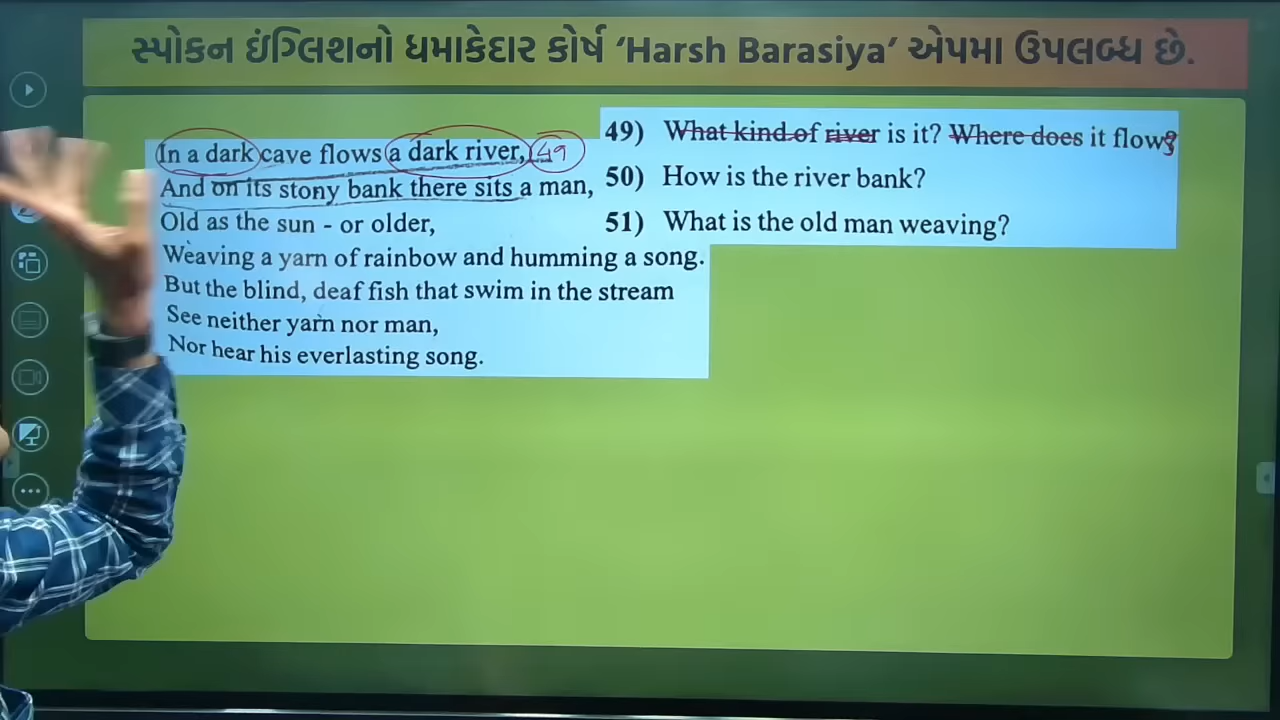 સ્પોકન ઇંગ્લિશનો ધમાકેદાર કોર્ષ ‘Harsh Barasiya’ એપમા ઉપલબ્ધ છે.
In a dark cave flows a dark river, 49
And on its stony bank there sits a man,
Old as the sun - or older,
Weaving a yarn of rainbow and humming a song.
But the blind, deaf fish that swim in the stream
See neither yarn nor man,
Nor hear his everlasting song.
49) What kind of river is it? Where does it flow?
50) How is the river bank?
51) What is the old man weaving?